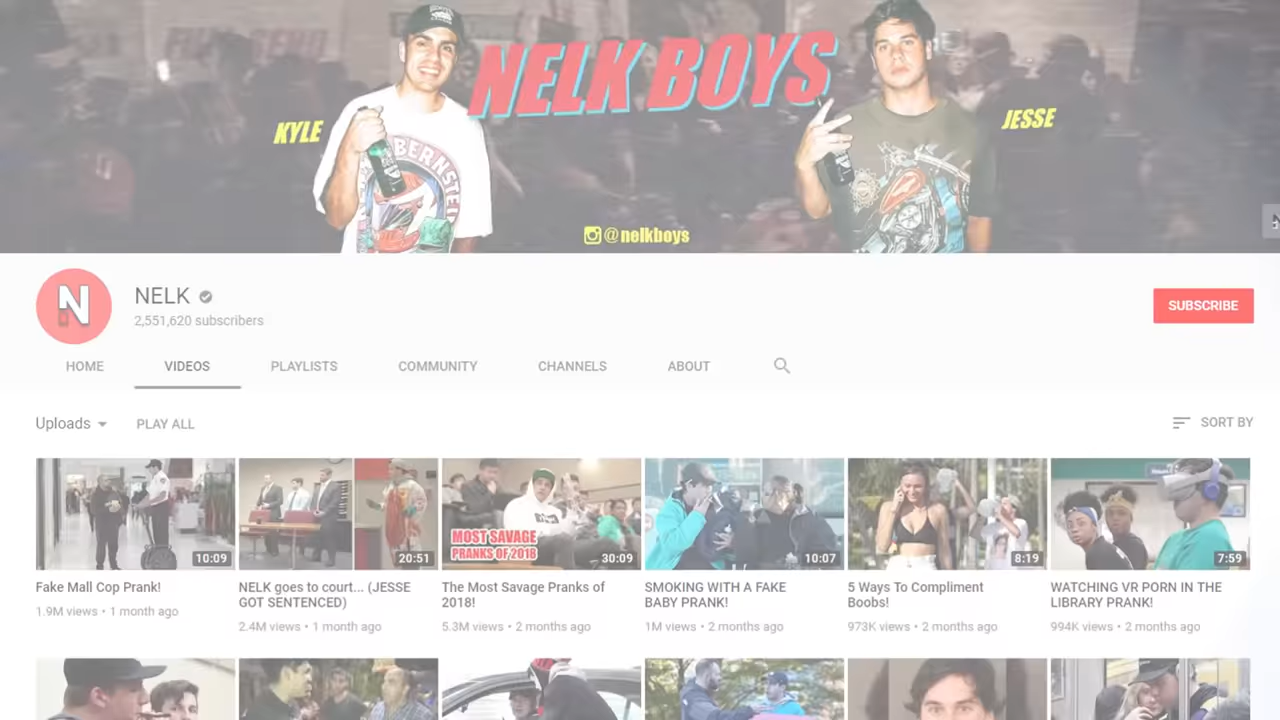 FULL SEND
NELK BOYS
KYLE
JESSE
BERNSTEIN
@nelkboys
N
NELK
2,551,620 subscribers
SUBSCRIBE
HOME
VIDEOS
PLAYLISTS
COMMUNITY
CHANNELS
ABOUT
Uploads
PLAY ALL
SORT BY
10:09
20:51
MOST SAVAGE
PRANKS OF 2018
30:09
10:07
8:19
7:59
Fake Mall Cop Prank!
1.9M views • 1 month ago
NELK goes to court... (JESSE
GOT SENTENCED)
2.4M views • 1 month ago
The Most Savage Pranks of
2018!
5.3M views • 2 months ago
SMOKING WITH A FAKE
BABY PRANK!
1M views • 2 months ago
5 Ways To Compliment
Boobs!
973K views • 2 months ago
WATCHING VR PORN IN THE
LIBRARY PRANK!
994K views • 2 months ago